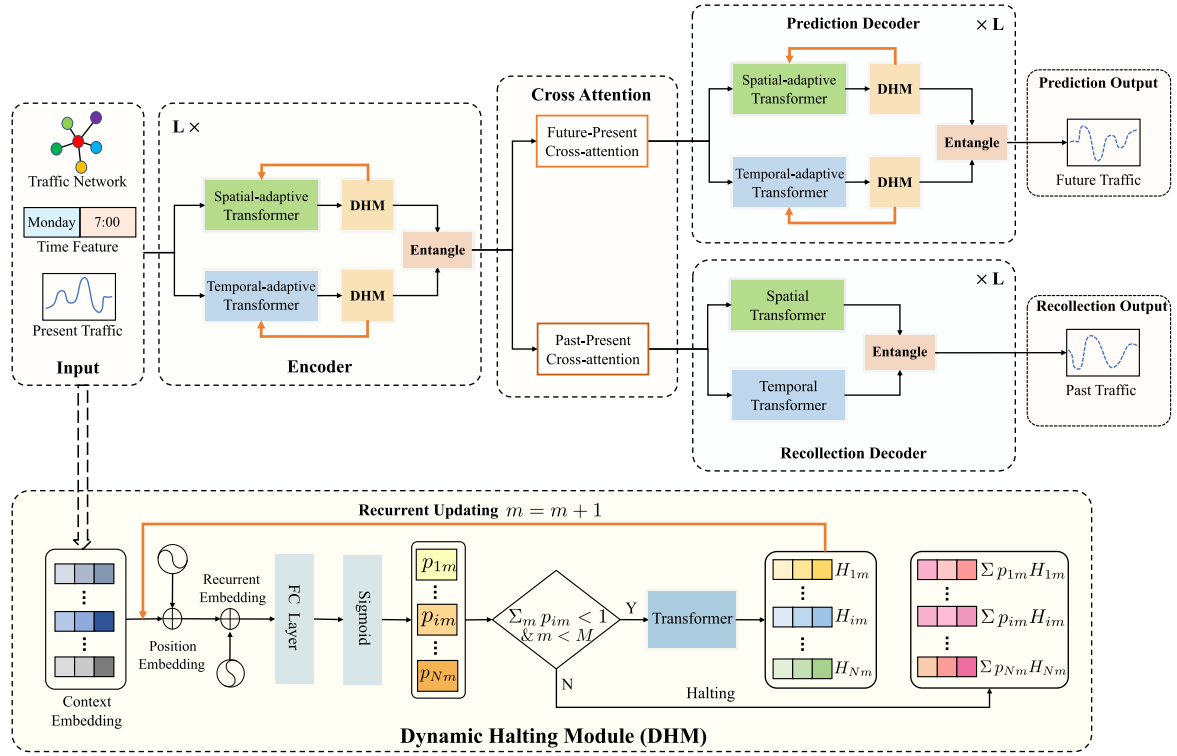 Traffic Network
Monday
7:00
Time Feature
Present Traffic
Input
L ×
Spatial-adaptive
Transformer
DHM
Temporal-adaptive
Transformer
DHM
Entangle
Encoder
Cross Attention
Future-Present
Cross-attention
Past-Present
Cross-attention
Prediction Decoder
× L
Spatial-adaptive
Transformer
DHM
Temporal-adaptive
Transformer
DHM
Entangle
Prediction Output
Future Traffic
× L
Spatial
Transformer
Temporal
Transformer
Entangle
Recollection Decoder
Recollection Output
Past Traffic
Recurrent Updating m = m + 1
Context
Embedding
Position
Embedding
Recurrent
Embedding
FC Layer
Sigmoid
p1m
⋮
pim
⋮
pNm
∑m pim < 1
& m < M
Y
N
Transformer
Halting
H1m
⋮
Him
⋮
HNm
∑ p1m H1m
⋮
∑ pim Him
⋮
∑ pNm HNm
Dynamic Halting Module (DHM)